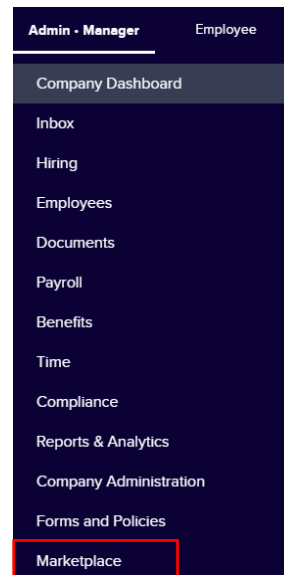 Admin • Manager Employee
Company Dashboard
Inbox
Hiring
Employees
Documents
Payroll
Benefits
Time
Compliance
Reports & Analytics
Company Administration
Forms and Policies
Marketplace